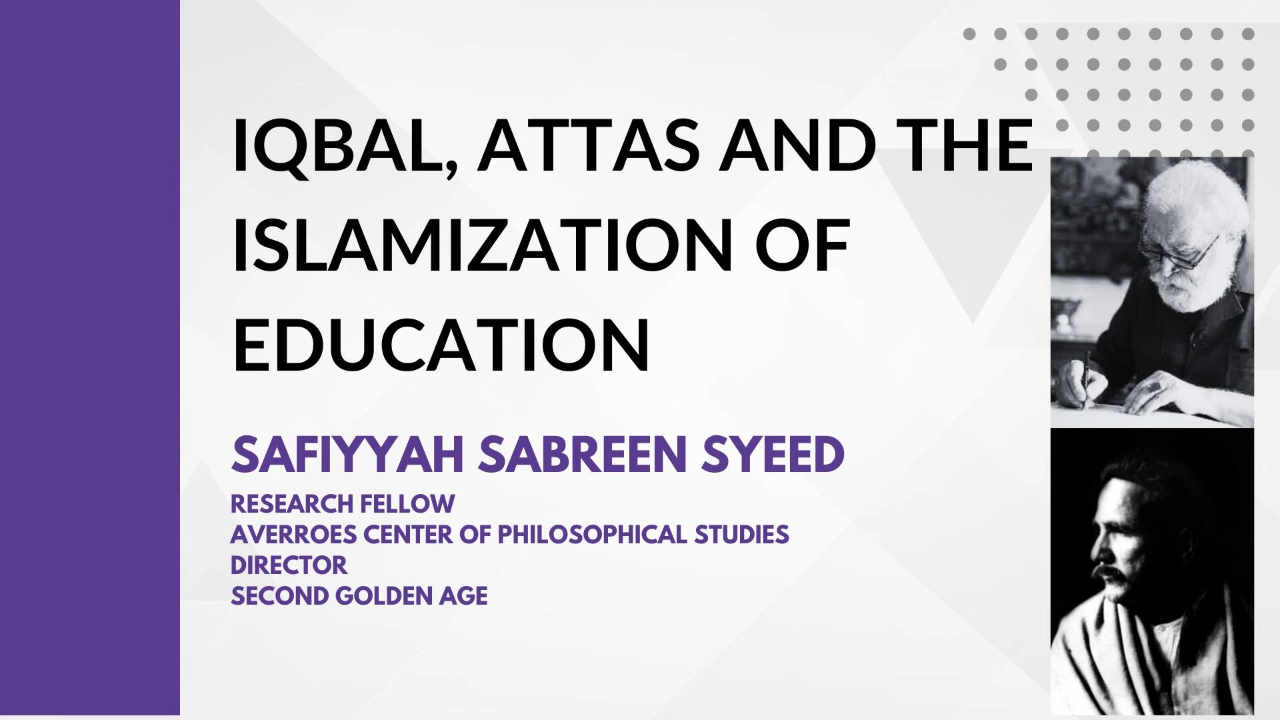 IQBAL, ATTAS AND THE
ISLAMIZATION OF
EDUCATION
SAFIYYAH SABREEN SYEED
RESEARCH FELLOW
AVERROES CENTER OF PHILOSOPHICAL STUDIES
DIRECTOR
SECOND GOLDEN AGE